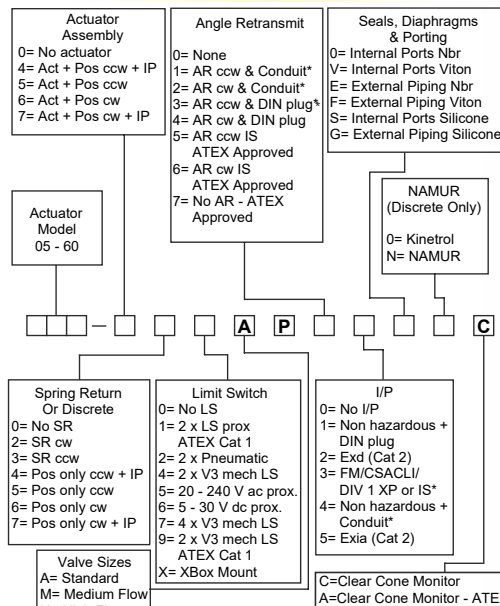 Actuator
Assembly
0= No actuator
4= Act + Pos ccw + IP
5= Act + Pos ccw
6= Act + Pos cw
7= Act + Pos cw + IP
Angle Retransmit
0= None
1= AR ccw & Conduit*
2= AR cw & Conduit*
3= AR ccw & DIN plug*
4= AR cw & DIN plug
5= AR ccw IS
ATEX Approved
6= AR cw IS
ATEX Approved
7= No AR - ATEX
Approved
Seals, Diaphragms
& Porting
0= Internal Ports Nbr
V= Internal Ports Viton
E= External Piping Nbr
F= External Piping Viton
S= Internal Ports Silicone
G= External Piping Silicone
Actuator
Model
05 - 60
NAMUR
(Discrete Only)
0= Kinetrol
N= NAMUR
A P C
Spring Return
Or Discrete
0= No SR
2= SR cw
3= SR ccw
4= Pos only ccw + IP
5= Pos only ccw
6= Pos only cw
7= Pos only cw + IP
Limit Switch
0= No LS
1= 2 x LS prox
ATEX Cat 1
2= 2 x Pneumatic
4= 2 x V3 mech LS
5= 20 - 240 V ac prox.
6= 5 - 30 V dc prox.
7= 4 x V3 mech LS
9= 2 x V3 mech LS
ATEX Cat 1
X= XBox Mount
I/P
0= No I/P
1= Non hazardous +
DIN plug
2= Exd (Cat 2)
3= FM/CSACLI/
DIV 1 XP or IS*
4= Non hazardous +
Conduit*
5= Exia (Cat 2)
Valve Sizes
A= Standard
M= Medium Flow
C=Clear Cone Monitor
A=Clear Cone Monitor - ATE